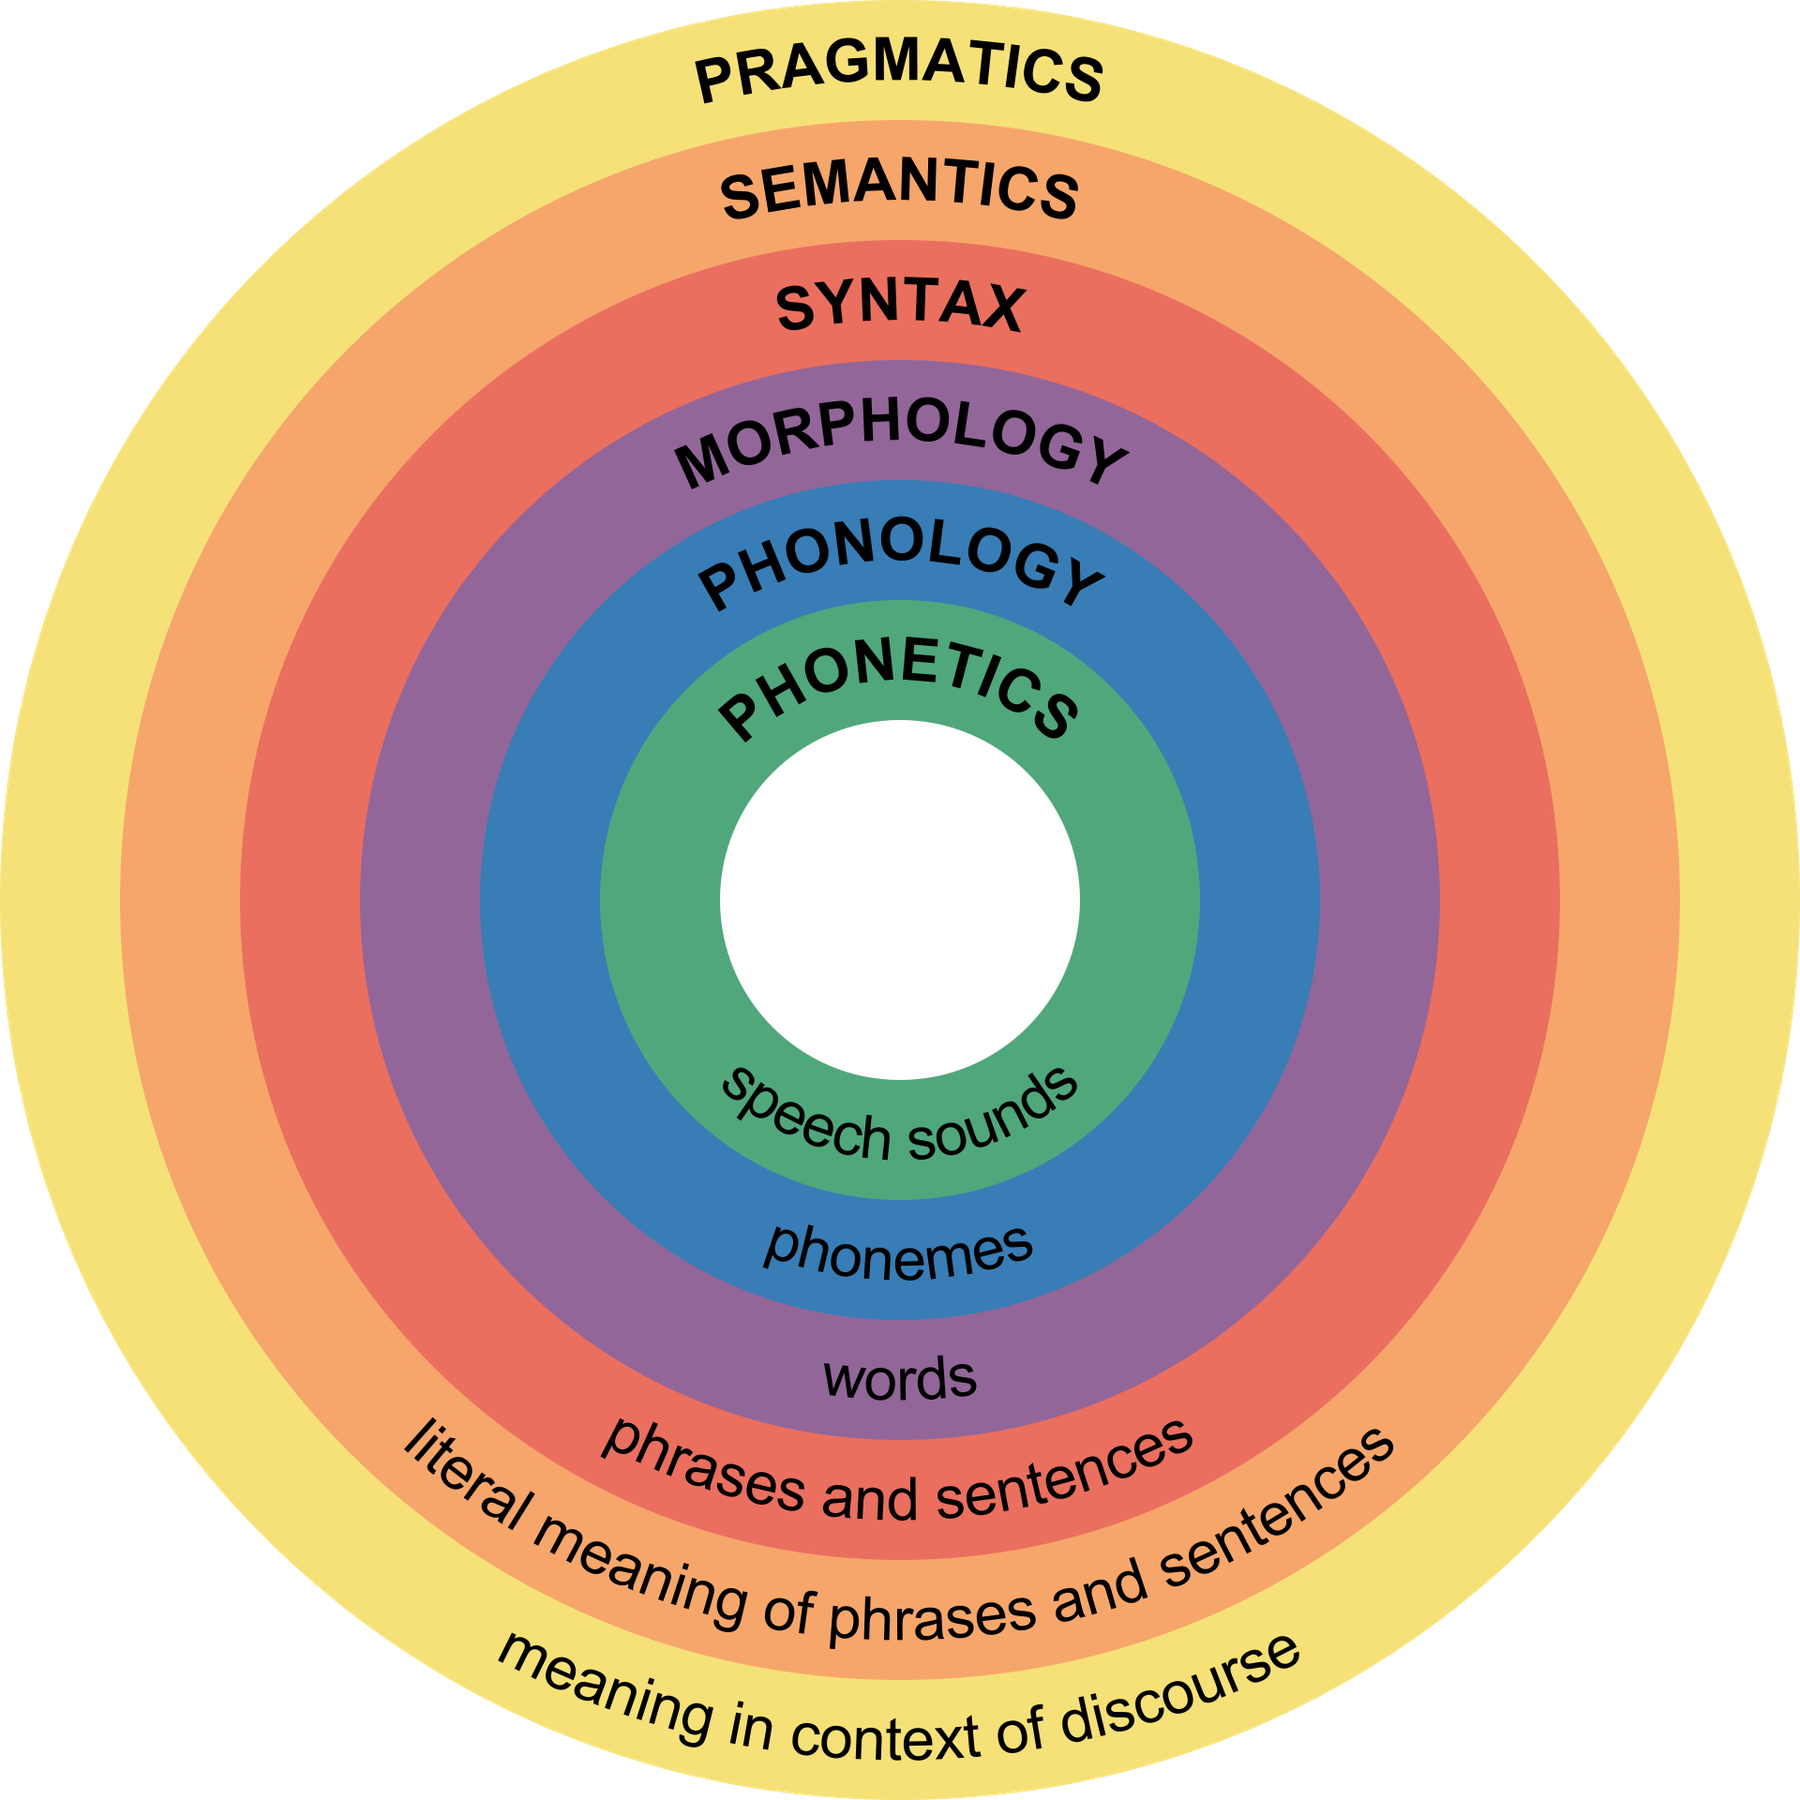 PRAGMATICS
SEMANTICS
SYNTAX
MORPHOLOGY
PHONOLOGY
PHONETICS
speech sounds
phonemes
words
phrases and sentences
literal meaning of phrases and sentences
meaning in context of discourse